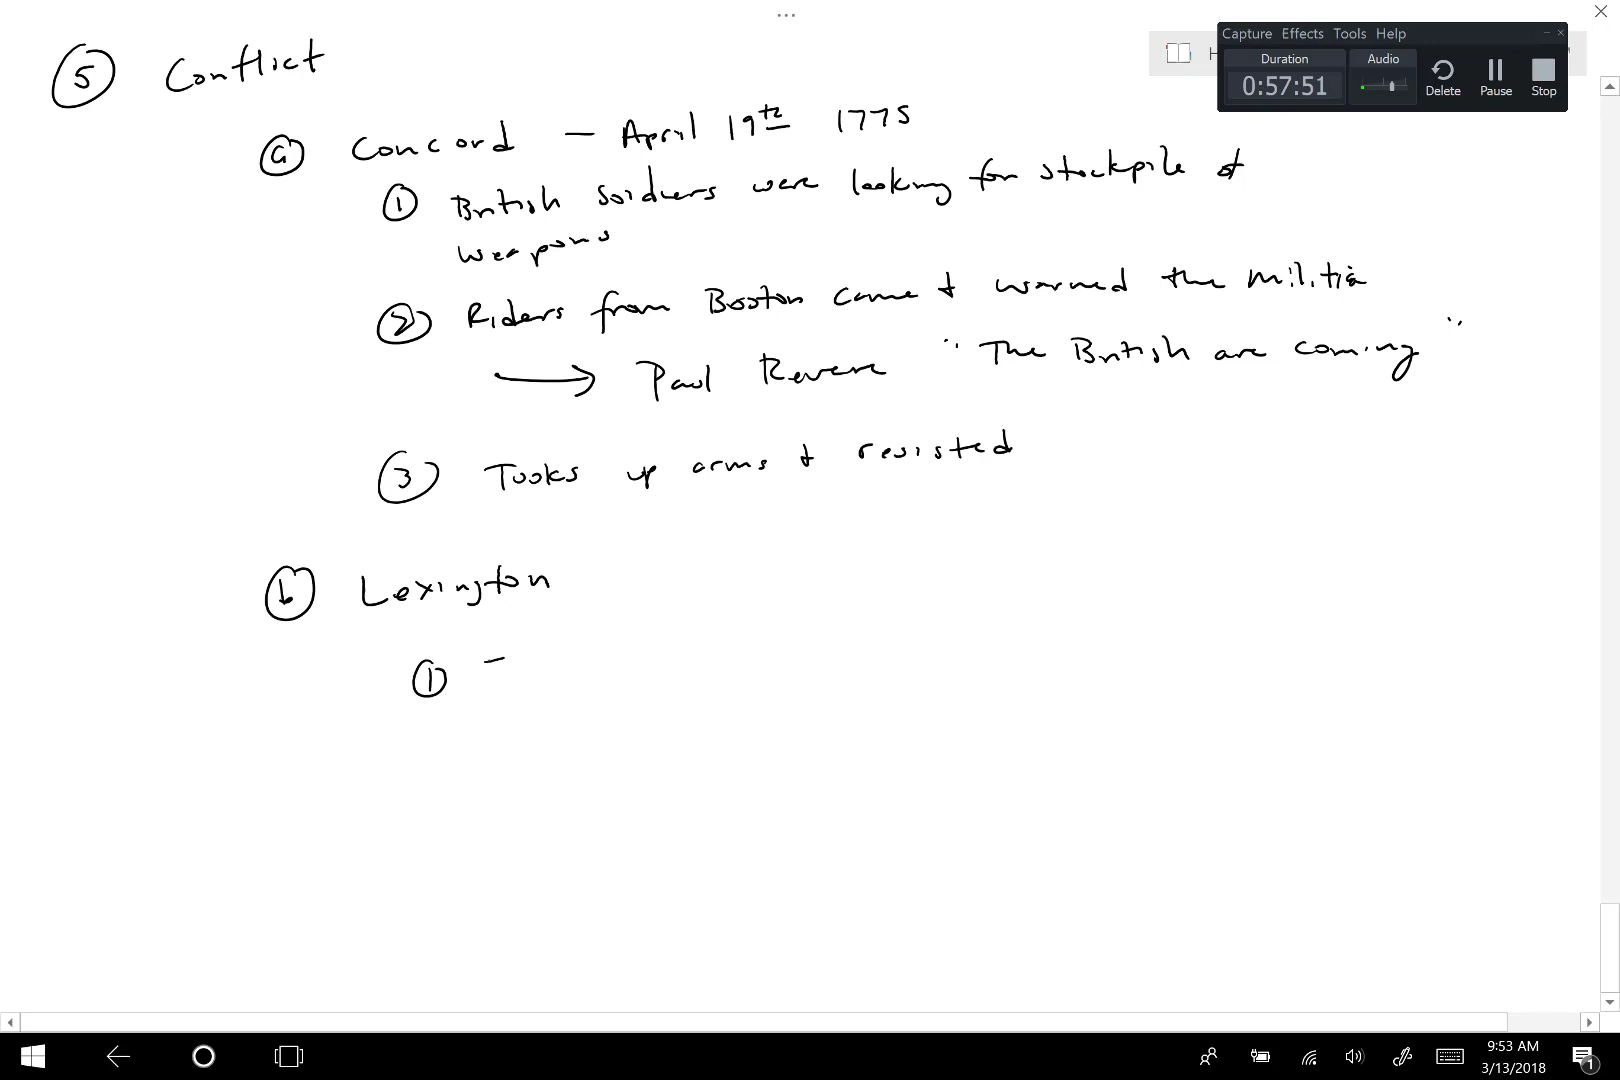 ...
5 Conflict
Capture Effects Tools Help
Duration Audio
0:57:51
Delete Pause Stop
a Concord - April 19th 1775
1 British Soldiers were looking for stockpile of
weapons
2 Riders from Boston came + warned the militia
→ Paul Revere "The British are coming"
3 Tooks up arms + resisted
b Lexington
1
9:53 AM
3/13/2018
1